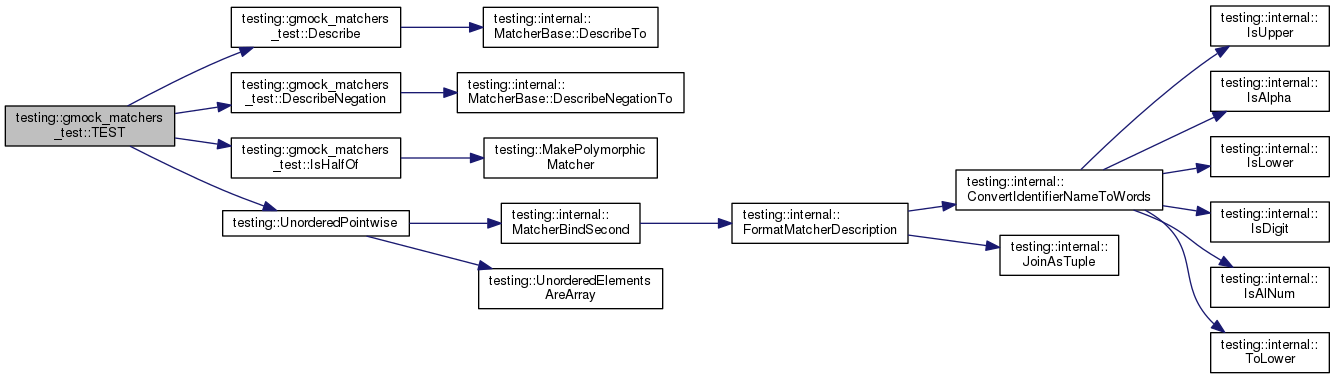 testing::gmock_matchers
_test::TEST
testing::gmock_matchers
_test::Describe
testing::internal::
MatcherBase::DescribeTo
testing::gmock_matchers
_test::DescribeNegation
testing::internal::
MatcherBase::DescribeNegationTo
testing::gmock_matchers
_test::IsHalfOf
testing::MakePolymorphic
Matcher
testing::UnorderedPointwise
testing::internal::
MatcherBindSecond
testing::internal::
FormatMatcherDescription
testing::internal::
ConvertIdentifierNameToWords
testing::internal::
IsUpper
testing::internal::
IsAlpha
testing::internal::
IsLower
testing::internal::
IsDigit
testing::internal::
IsAlNum
testing::internal::
ToLower
testing::internal::
JoinAsTuple
testing::UnorderedElements
AreArray